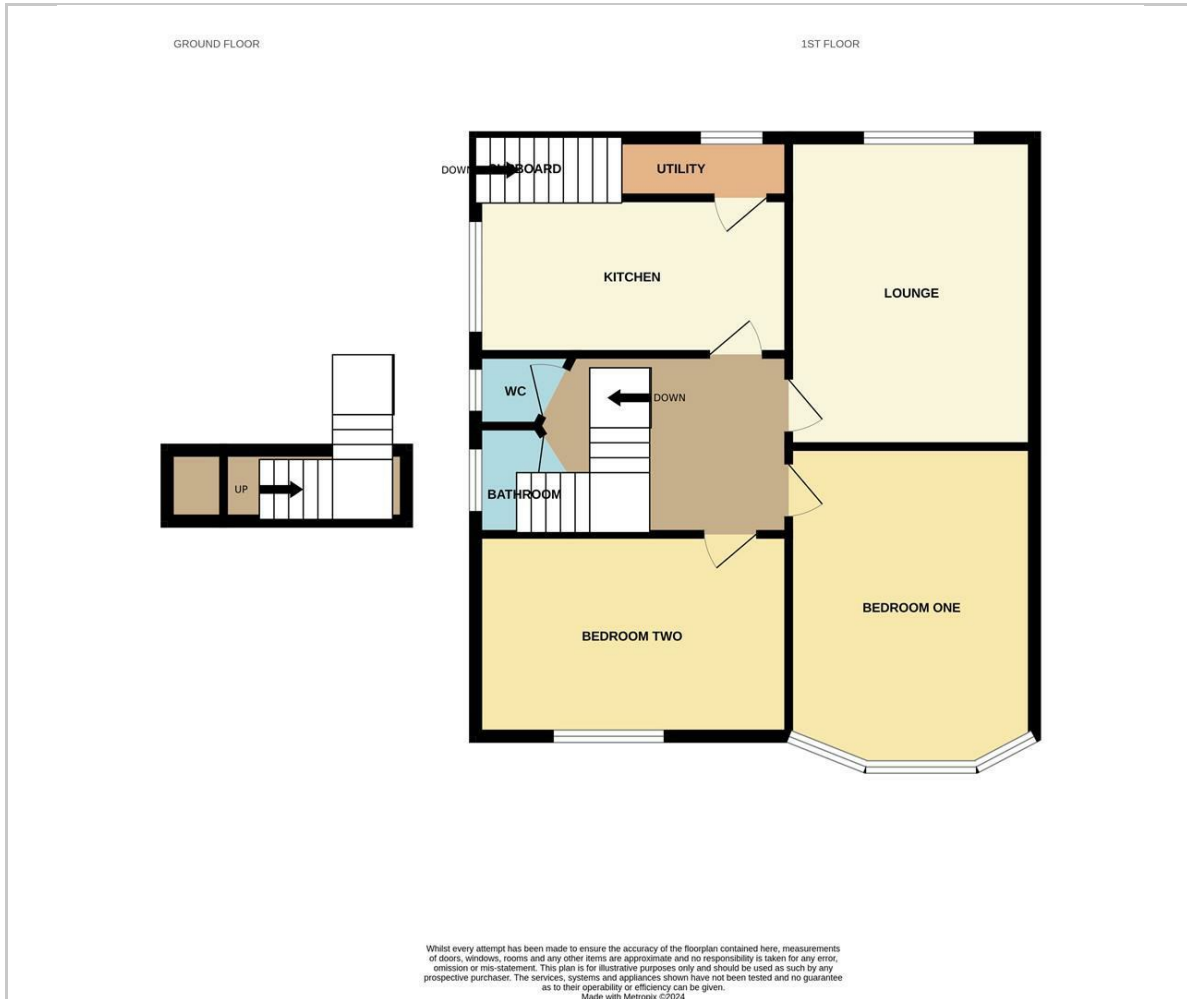 GROUND FLOOR
1ST FLOOR
DOWN
BOARD
UTILITY
KITCHEN
LOUNGE
WC
DOWN
UP
BATHROOM
BEDROOM ONE
BEDROOM TWO
Whilst every attempt has been made to ensure the accuracy of the floorplan contained here, measurements
of doors, windows, rooms and any other items are approximate and no responsibility is taken for any error,
omission or mis-statement. This plan is for illustrative purposes only and should be used as such by any
prospective purchaser. The services, systems and appliances shown have not been tested and no guarantee
as to their operability or efficiency can be given.
Made with Metropix ©2024